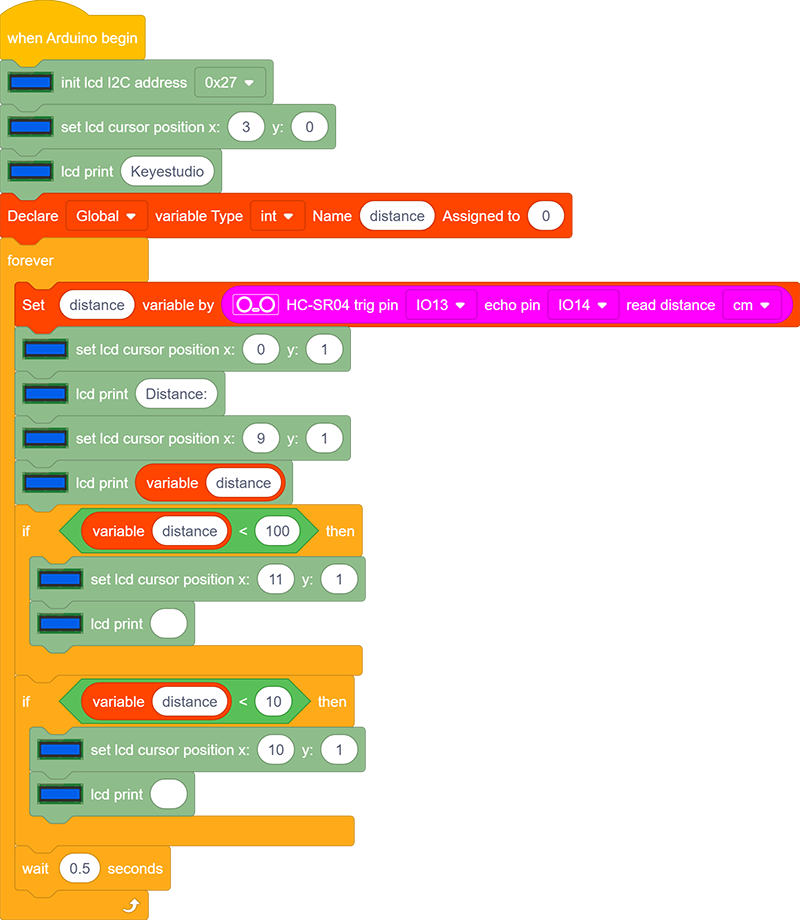 when Arduino begin
init lcd I2C address 0x27
set lcd cursor position x: 3 y: 0
lcd print Keyestudio
Declare Global variable Type int Name distance Assigned to 0
forever
Set distance variable by HC-SR04 trig pin IO13 echo pin IO14 read distance cm
set lcd cursor position x: 0 y: 1
lcd print Distance:
set lcd cursor position x: 9 y: 1
lcd print variable distance
if variable distance < 100 then
set lcd cursor position x: 11 y: 1
lcd print
if variable distance < 10 then
set lcd cursor position x: 10 y: 1
lcd print
wait 0.5 seconds